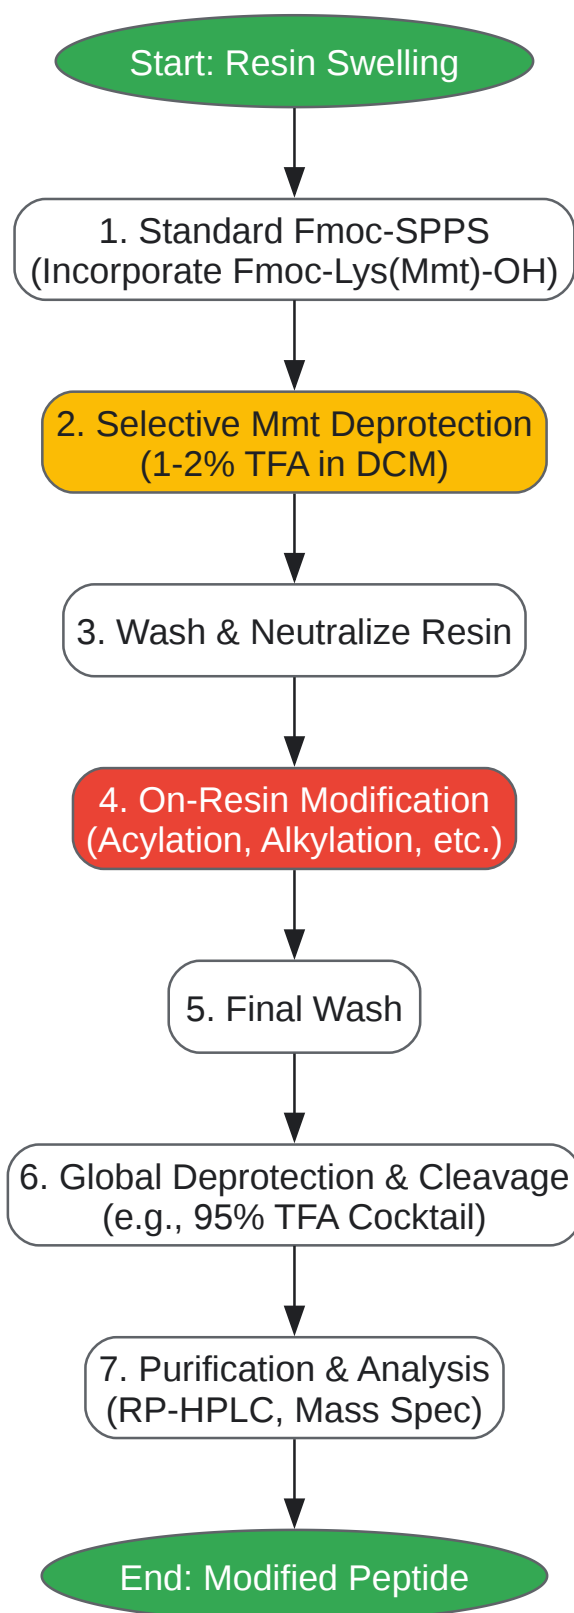 Start: Resin Swelling
1. Standard Fmoc-SPPS
(Incorporate Fmoc-Lys(Mmt)-OH)
2. Selective Mmt Deprotection
(1-2% TFA in DCM)
3. Wash & Neutralize Resin
4. On-Resin Modification
(Acylation, Alkylation, etc.)
5. Final Wash
6. Global Deprotection & Cleavage
(e.g., 95% TFA Cocktail)
7. Purification & Analysis
(RP-HPLC, Mass Spec)
End: Modified Peptide